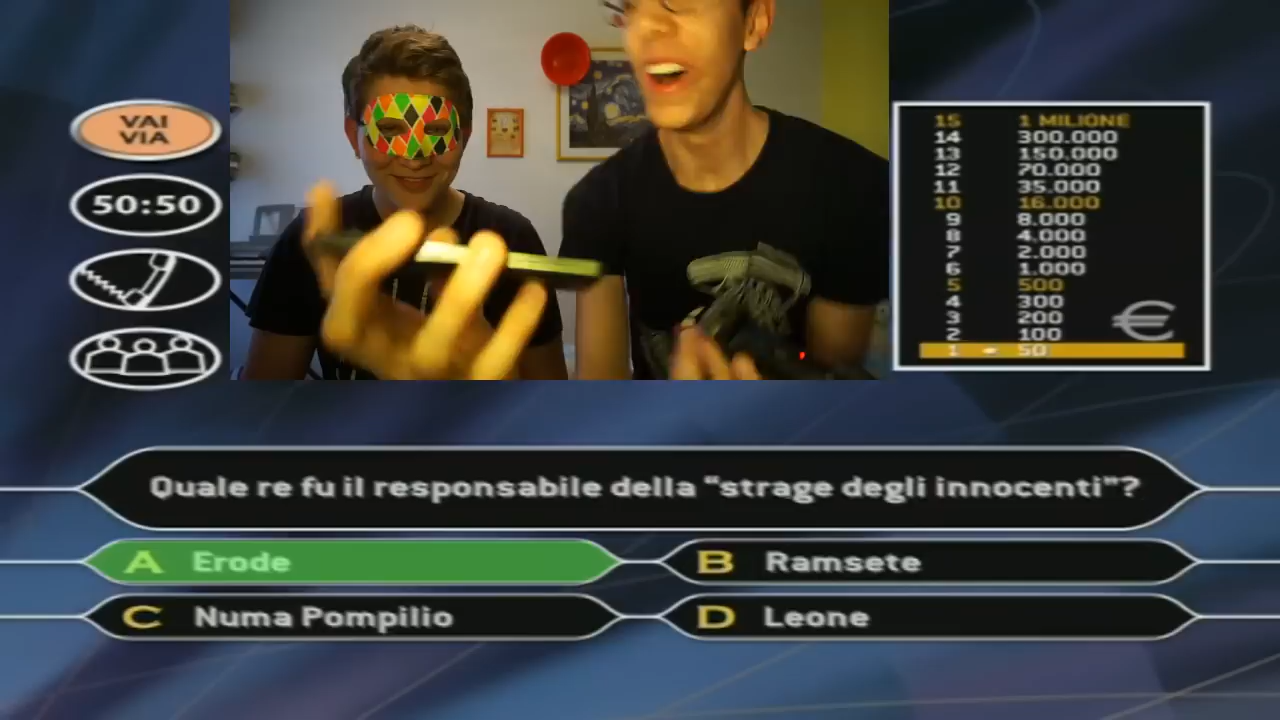 VAI
VIA
50:50
15 1 MILIONE
14 300.000
13 150.000
12 70.000
11 35.000
10 16.000
9 8.000
8 4.000
7 2.000
6 1.000
5 500
4 300
3 200
2 100
1 50
€
Quale re fu il responsabile della "strage degli innocenti"?
A Erode
B Ramsete
C Numa Pompilio
D Leone